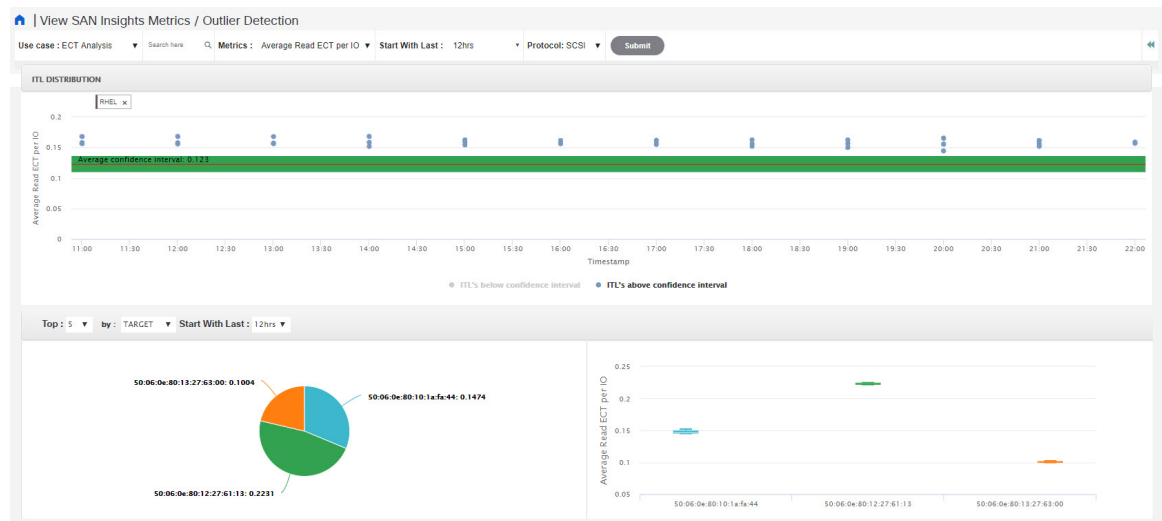 | View SAN Insights Metrics / Outlier Detection
Use case : ECT Analysis ▼ Search here Metrics : Average Read ECT per IO ▼ Start With Last : 12hrs ▾ Protocol: SCSI ▼ Submit
ITL DISTRIBUTION
RHEL ×
Average Read ECT per IO
0.2
0.15
Average confidence interval: 0.123
0.1
0.05
0
11:00 11:30 12:00 12:30 13:00 13:30 14:00 14:30 15:00 15:30 16:00 16:30 17:00 17:30 18:00 18:30 19:00 19:30 20:00 20:30 21:00 21:30 22:00
Timestamp
ITL's below confidence interval ITL's above confidence interval
Top : 5 ▼ by : TARGET ▼ Start With Last : 12hrs ▼
50:06:0e:80:13:27:63:00: 0.1004
50:06:0e:80:10:1a:fa:44: 0.1474
50:06:0e:80:12:27:61:13: 0.2231
Average Read ECT per IO
0.25
0.2
0.15
0.1
0.05
50:06:0e:80:10:1a:fa:44 50:06:0e:80:12:27:61:13 50:06:0e:80:13:27:63:00